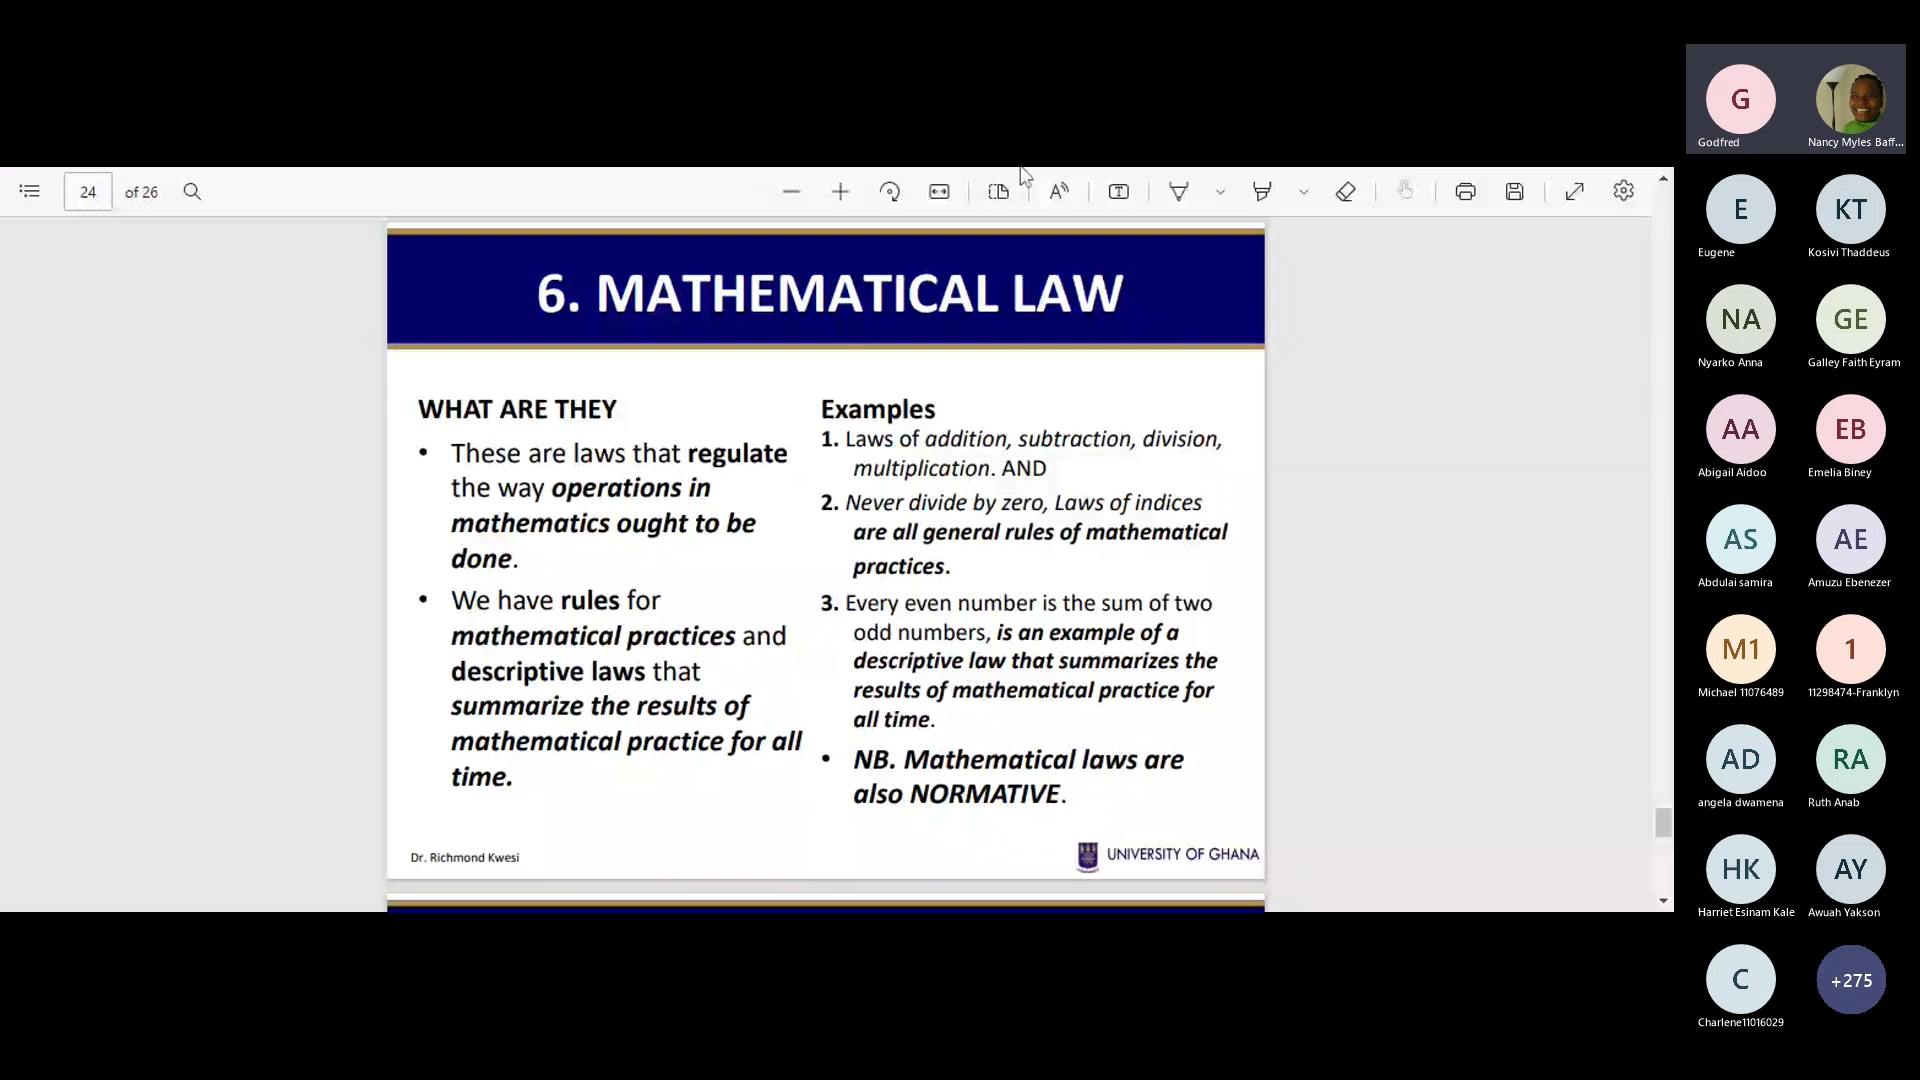 24 of 26
6. MATHEMATICAL LAW
WHAT ARE THEY
• These are laws that regulate
the way operations in
mathematics ought to be
done.
• We have rules for
mathematical practices and
descriptive laws that
summarize the results of
mathematical practice for all
time.
Examples
1. Laws of addition, subtraction, division,
multiplication. AND
2. Never divide by zero, Laws of indices
are all general rules of mathematical
practices.
3. Every even number is the sum of two
odd numbers, is an example of a
descriptive law that summarizes the
results of mathematical practice for
all time.
• NB. Mathematical laws are
also NORMATIVE.
Dr. Richmond Kwesi
UNIVERSITY OF GHANA
G
Godfred
Nancy Myles Baff...
E
KT
Eugene
Kosivi Thaddeus
NA
GE
Nyarko Anna
Galley Faith Eyram
AA
EB
Abigail Aidoo
Emelia Biney
AS
AE
Abdulai samira
Amuzu Ebenezer
M1
1
Michael 11076489
11298474-Franklyn
AD
RA
angela dwamena
Ruth Anab
HK
AY
Harriet Esinam Kale
Awuah Yakson
C
+275
Charlene11016029